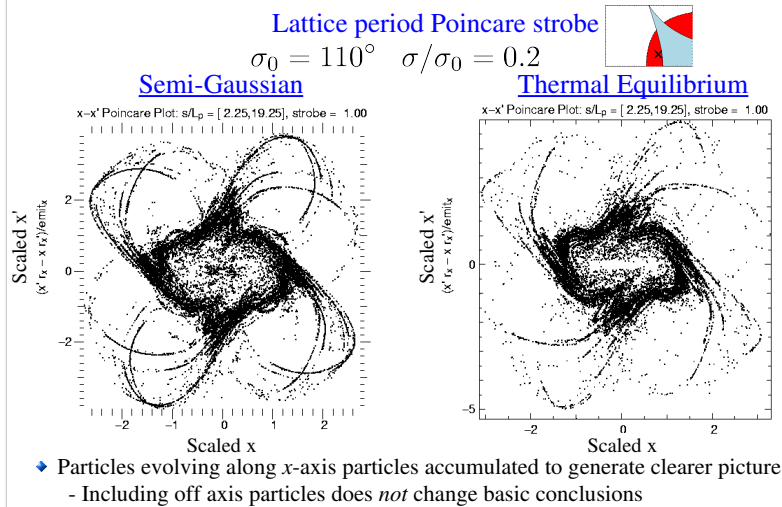 Lattice period Poincare strobe
σ₀ = 110° σ/σ₀ = 0.2
Semi-Gaussian
Thermal Equilibrium
x-x' Poincare Plot: s/Lₚ = [ 2.25,19.25], strobe = 1.00
x-x' Poincare Plot: s/Lₚ = [ 2.25,19.25], strobe = 1.00
Scaled x'
(x' rₓ - x rₓ')/emitₓ
2
0
-2
-2 -1 0 1 2
Scaled x
Scaled x'
(x' rₓ - x rₓ')/emitₓ
0
-5
-2 0 2
Scaled x
Particles evolving along x-axis particles accumulated to generate clearer picture
- Including off axis particles does not change basic conclusions